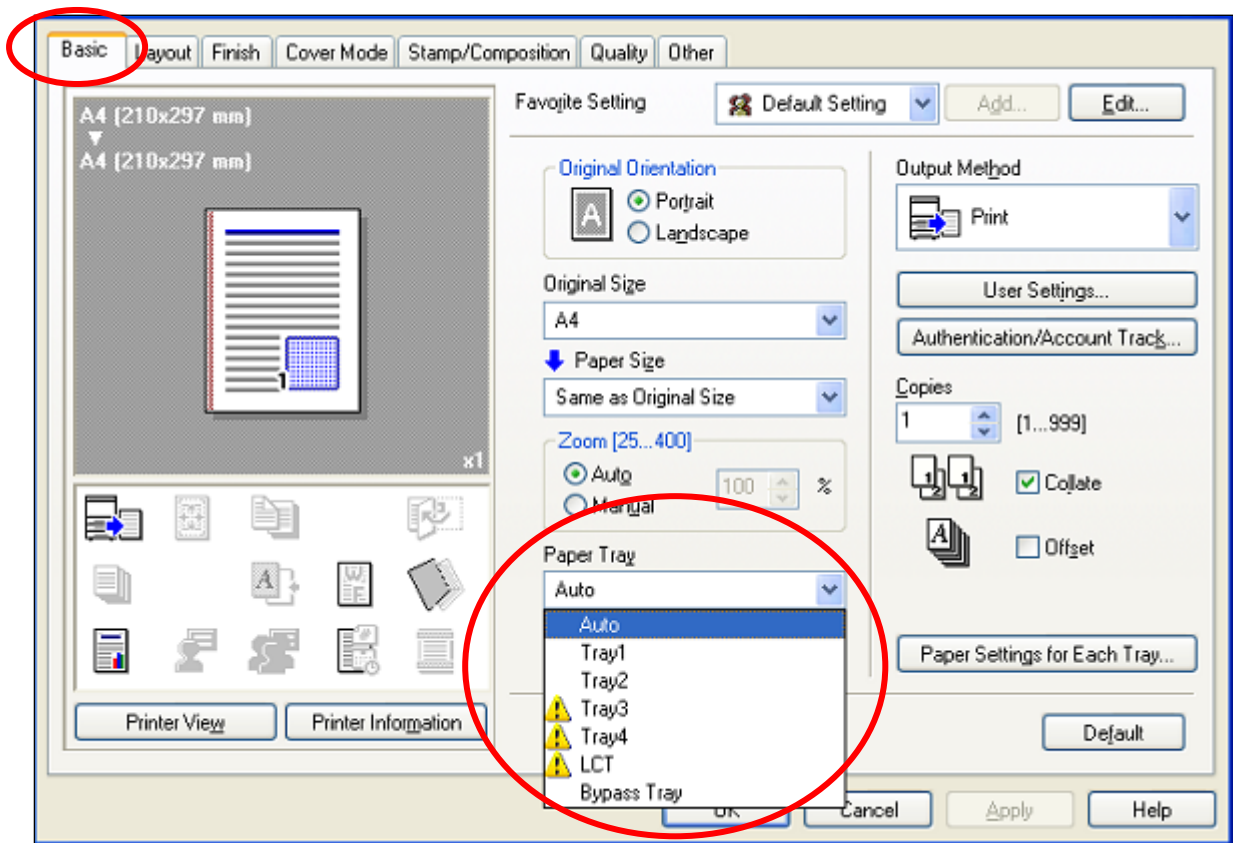 Basic
Layout
Finish
Cover Mode
Stamp/Composition
Quality
Other
A4 (210x297 mm)
A4 (210x297 mm)
1
x1
Printer View
Printer Information
Favorite Setting
Default Setting
Add...
Edit...
Original Orientation
A
Portrait
Landscape
Original Size
A4
Paper Size
Same as Original Size
Zoom [25...400]
Auto
Manual
100
%
Paper Tray
Auto
Auto
Tray1
Tray2
Tray3
Tray4
LCT
Bypass Tray
Output Method
Print
User Settings...
Authentication/Account Track...
Copies
1
[1...999]
Collate
Offset
Paper Settings for Each Tray...
Default
OK
Cancel
Apply
Help